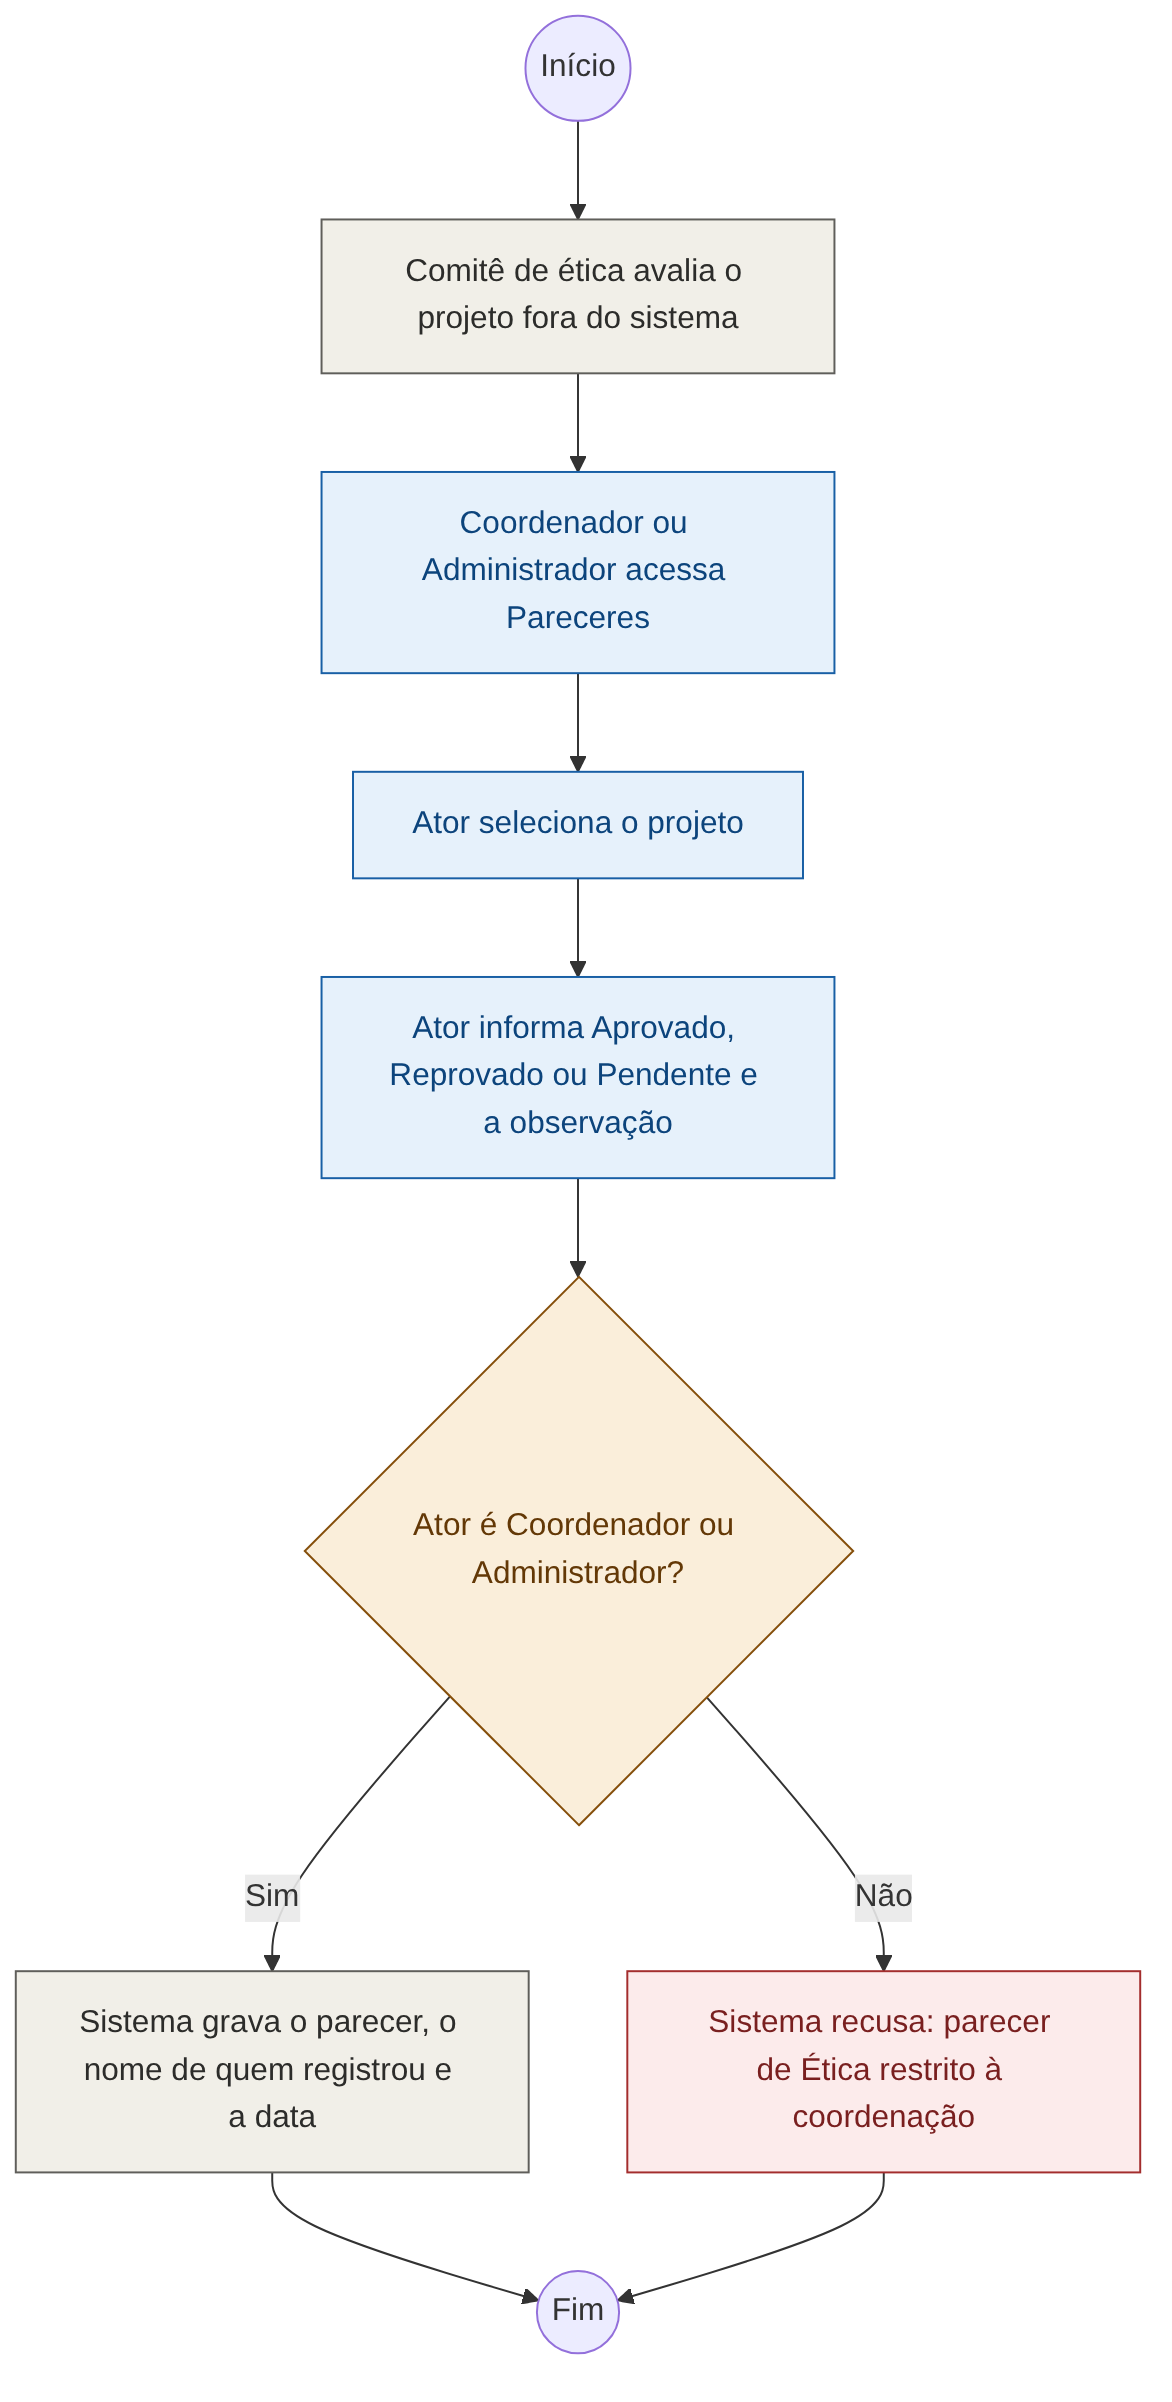 Início
Comitê de ética avalia o
projeto fora do sistema
Coordenador ou
Administrador acessa
Pareceres
Ator seleciona o projeto
Ator informa Aprovado,
Reprovado ou Pendente e
a observação
Ator é Coordenador ou
Administrador?
Sim
Não
Sistema grava o parecer, o
nome de quem registrou e
a data
Sistema recusa: parecer
de Ética restrito à
coordenação
Fim